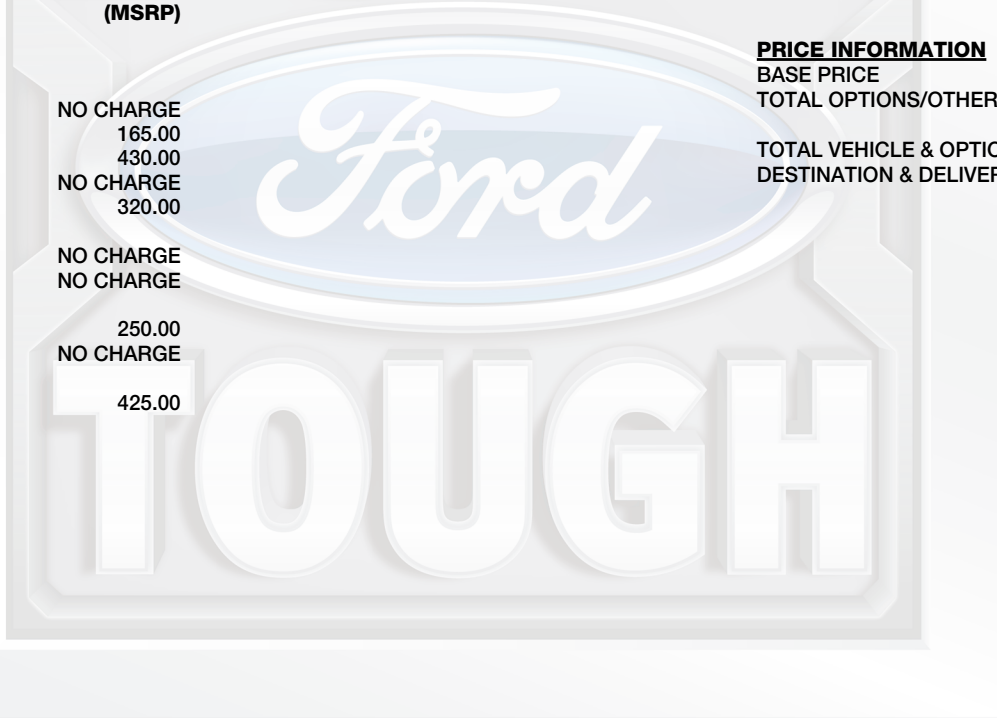 (MSRP)
NO CHARGE
165.00
430.00
NO CHARGE
320.00
NO CHARGE
NO CHARGE
250.00
NO CHARGE
425.00
PRICE INFORMATION
BASE PRICE
TOTAL OPTIONS/OTHER
TOTAL VEHICLE & OPTIO
DESTINATION & DELIVER
Ford
TOUGH